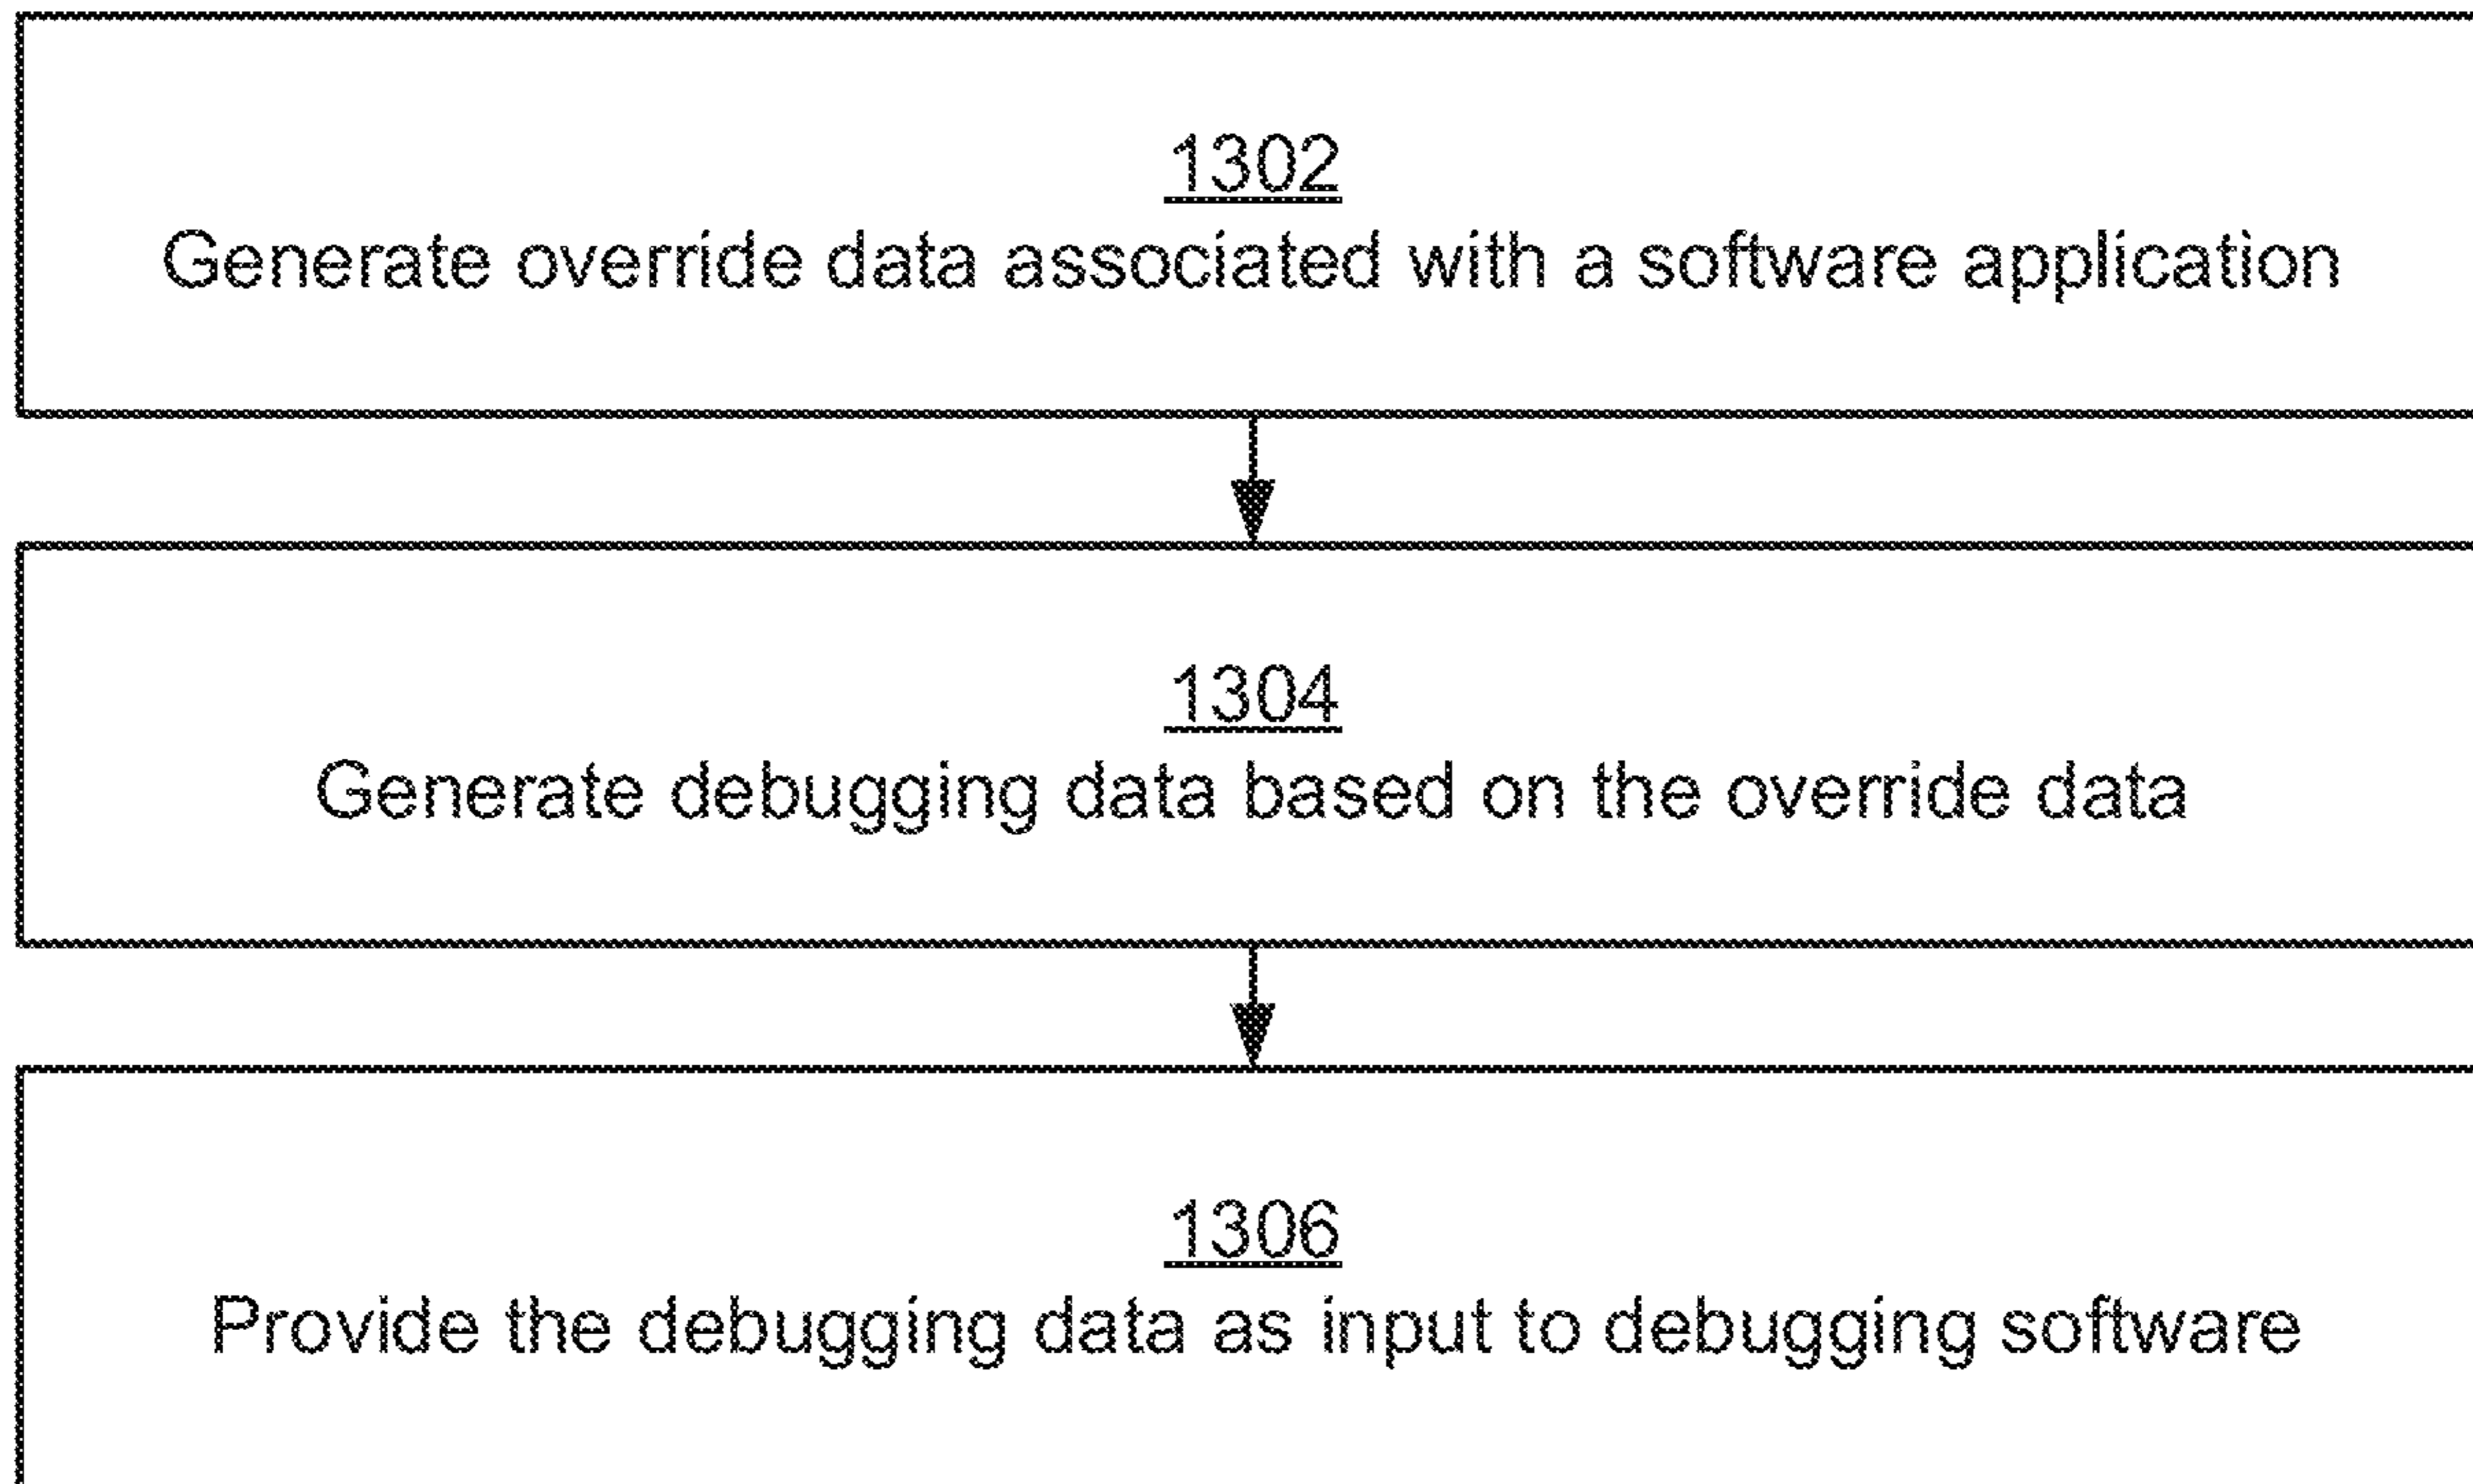 1302
Generate override data associated with a software application
1304
Generate debugging data based on the override data
1306
Provide the debugging data as input to debugging software